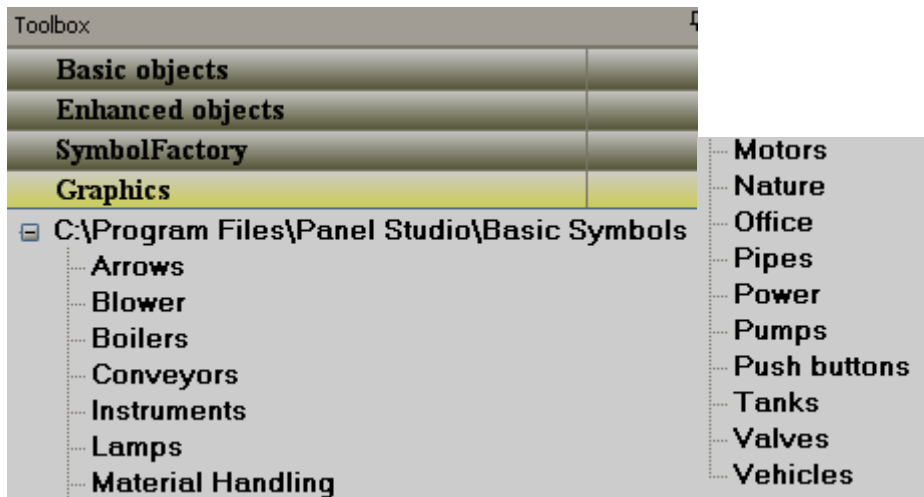 Toolbox
Basic objects
Enhanced objects
SymbolFactory
Graphics
C:\Program Files\Panel Studio\Basic Symbols
Arrows
Blower
Boilers
Conveyors
Instruments
Lamps
Material Handling
Motors
Nature
Office
Pipes
Power
Pumps
Push buttons
Tanks
Valves
Vehicles